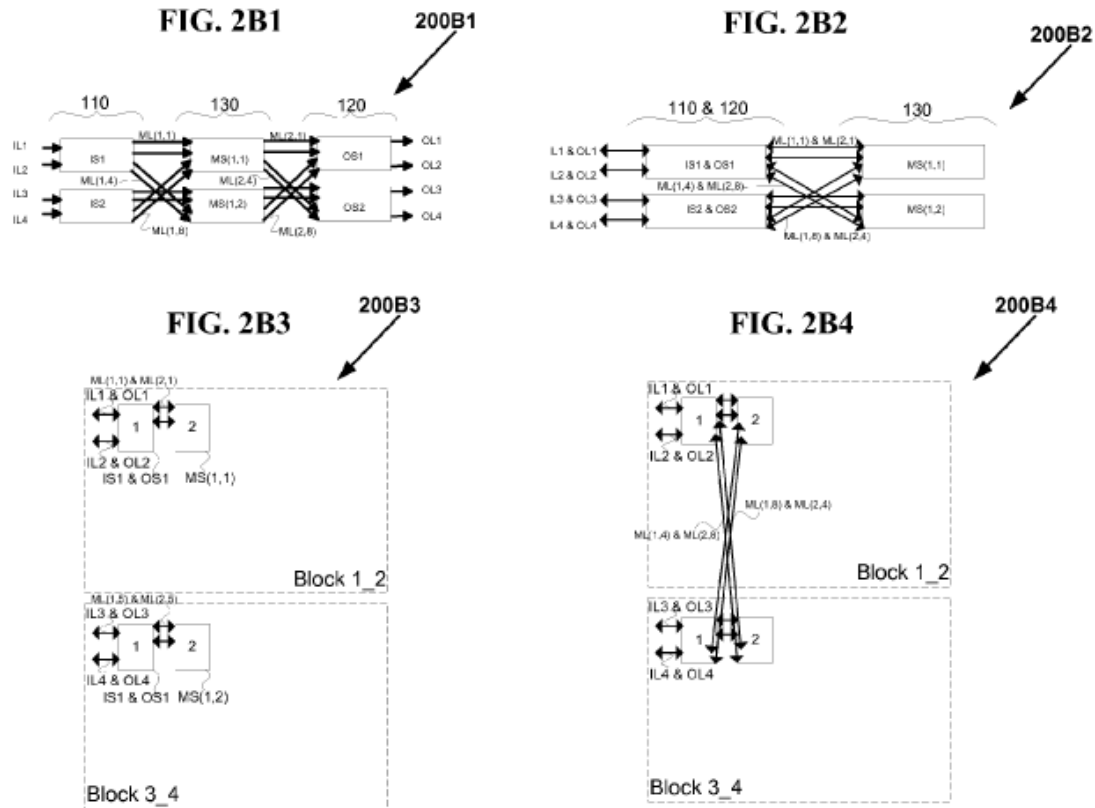 FIG. 2B1
200B1
110
130
120
ML(1,1)
ML(2,1)
IL1
IL2
IL3
IL4
IS1
IS2
MS(1,1)
MS(1,2)
OS1
OS2
OL1
OL2
OL3
OL4
ML(1,4)
ML(2,4)
ML(1,8)
ML(2,8)
FIG. 2B2
200B2
110 & 120
130
ML(1,1) & ML(2,1)
IL1 & OL1
IS1 & OS1
MS(1,1)
IL2 & OL2
ML(1,4) & ML(2,8)
IL3 & OL3
IS2 & OS2
MS(1,2)
IL4 & OL4
ML(1,8) & ML(2,4)
FIG. 2B3
200B3
ML(1,1) & ML(2,1)
IL1 & OL1
1
2
IL2 & OL2
IS1 & OS1
MS(1,1)
Block 1_2
ML(1,5) & ML(2,5)
IL3 & OL3
1
2
IL4 & OL4
IS1 & OS1
MS(1,2)
Block 3_4
FIG. 2B4
200B4
IL1 & OL1
1
2
IL2 & OL2
ML(1,8) & ML(2,4)
ML(1,4) & ML(2,8)
Block 1_2
IL3 & OL3
1
2
IL4 & OL4
Block 3_4